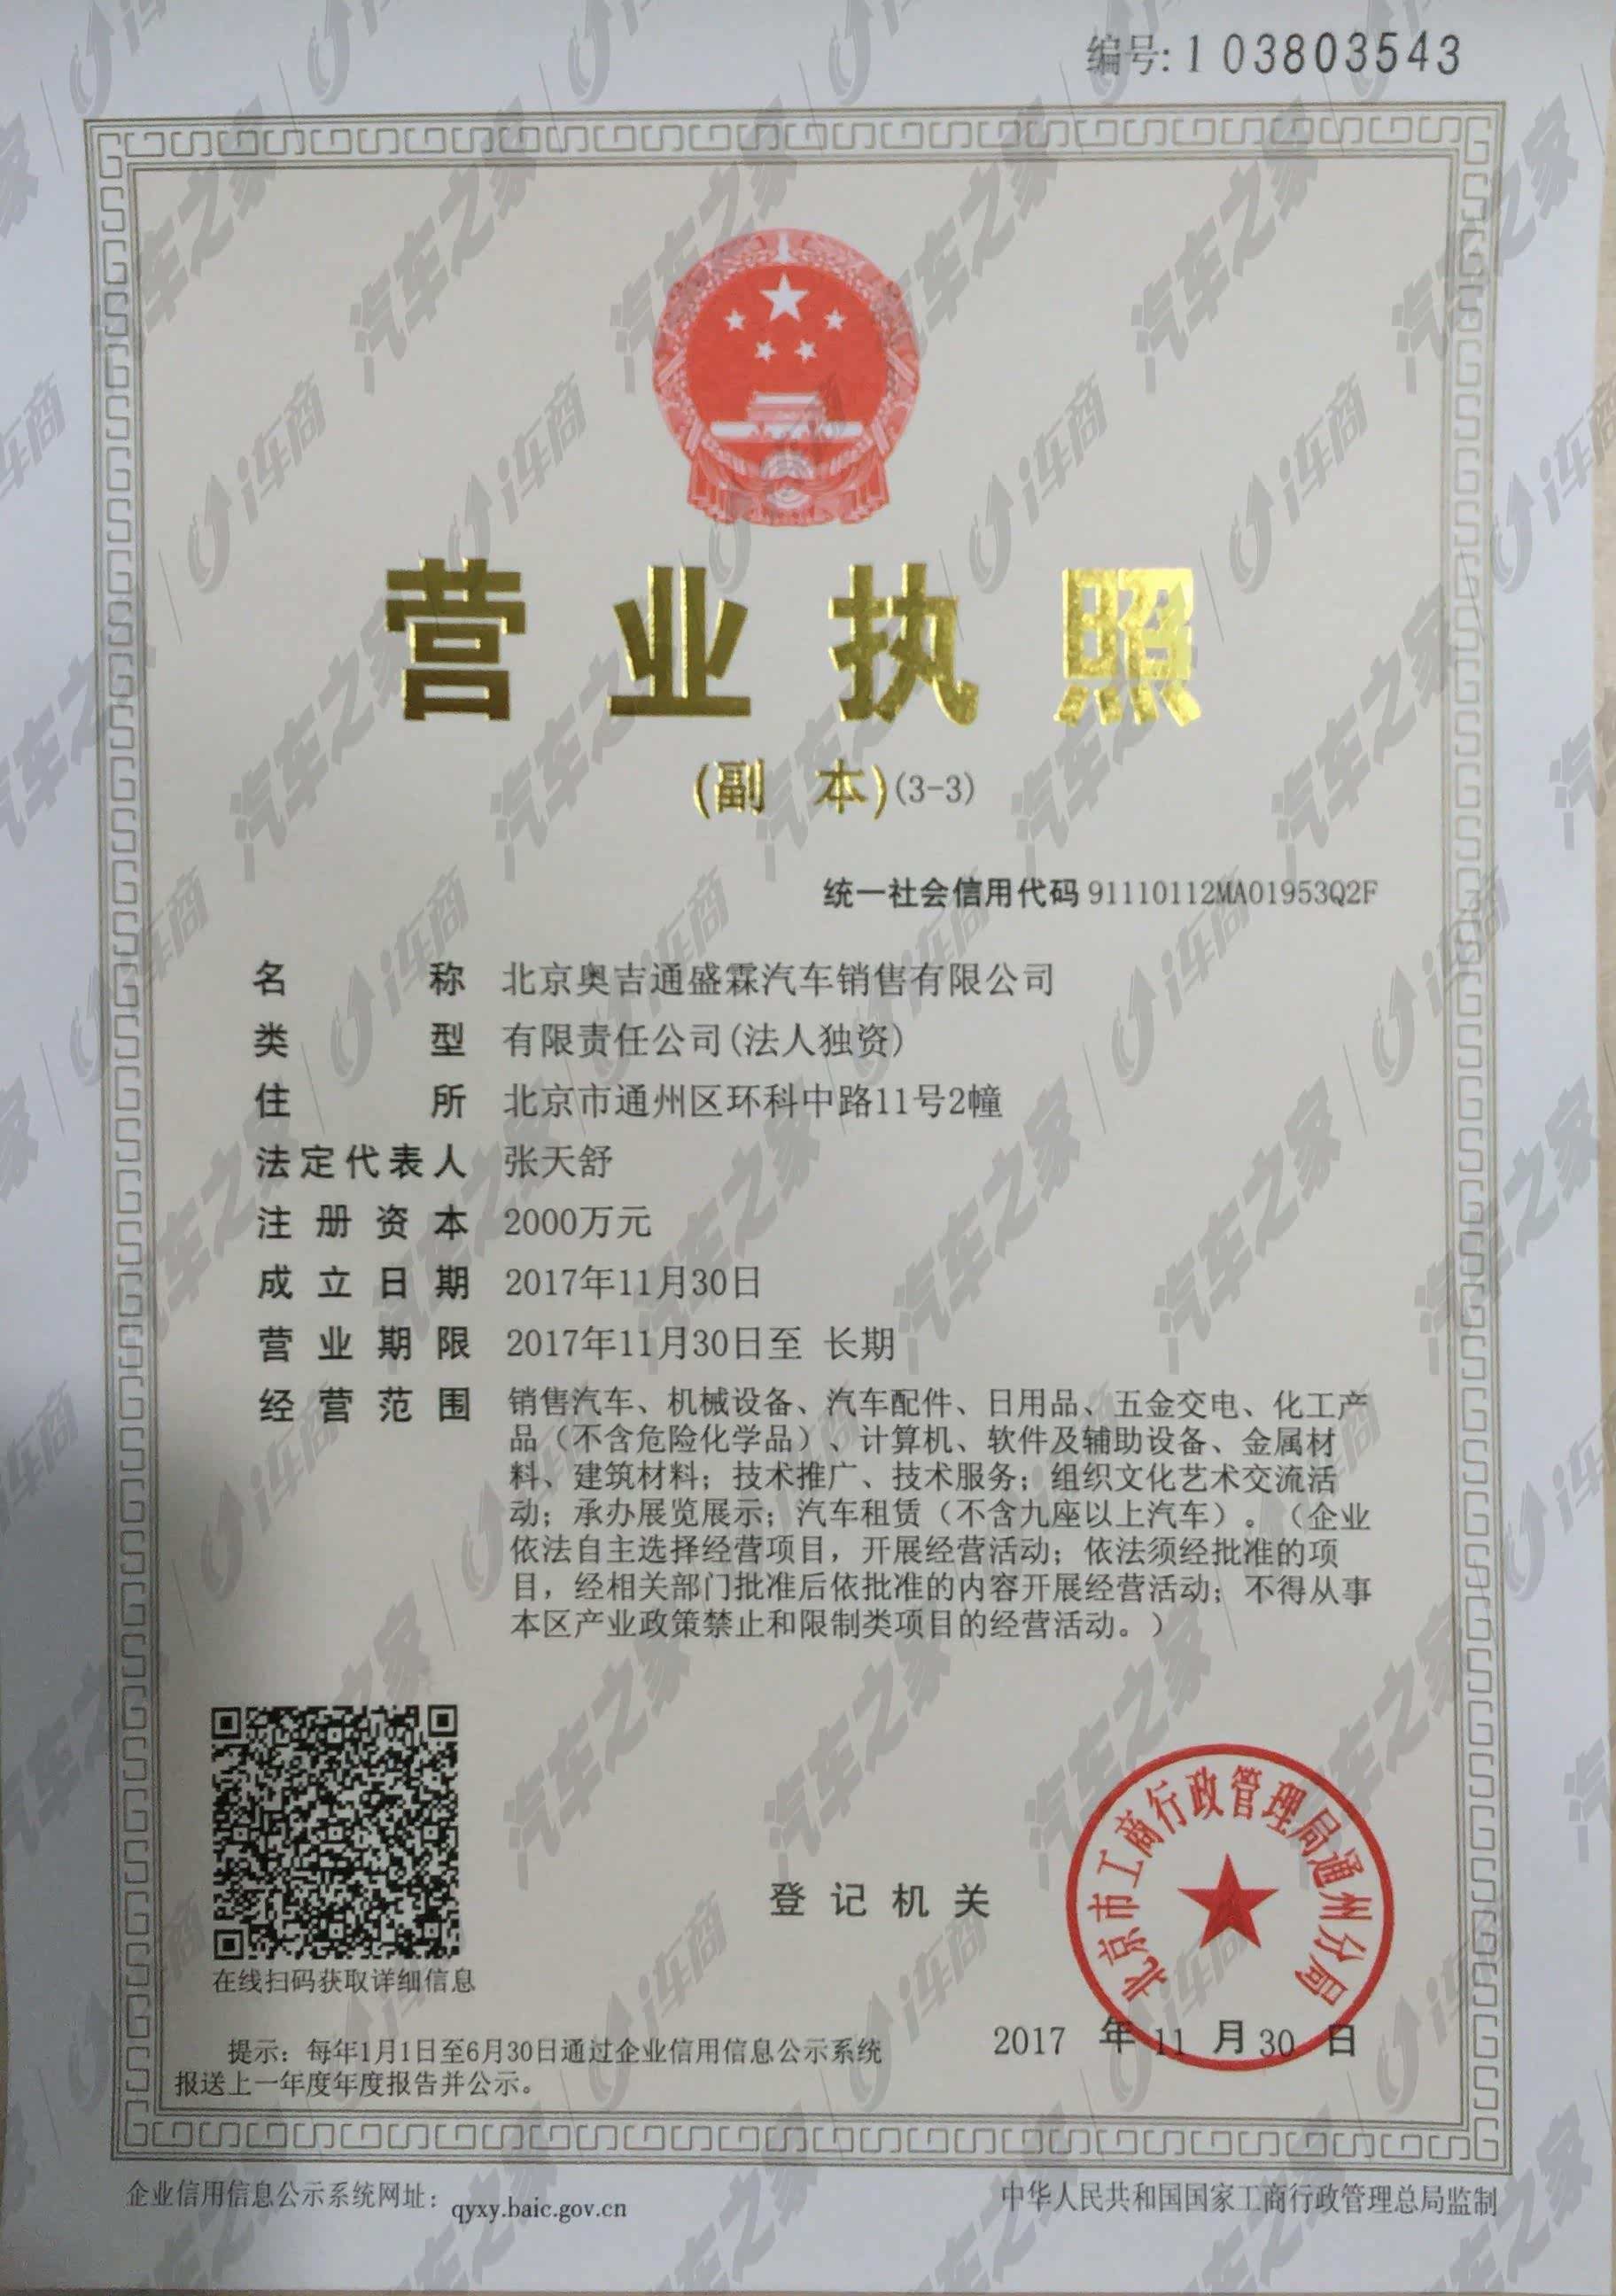 编号:103803543
营业执照
(副 本)(3-3)
统一社会信用代码 91110112MA01953Q2F
名称 北京奥吉通盛霖汽车销售有限公司
类型 有限责任公司(法人独资)
住所 北京市通州区环科中路11号2幢
法定代表人 张天舒
注册资本 2000万元
成立日期 2017年11月30日
营业期限 2017年11月30日至 长期
经营范围 销售汽车、机械设备、汽车配件、日用品、五金交电、化工产
品（不含危险化学品）、计算机、软件及辅助设备、金属材
料、建筑材料；技术推广、技术服务；组织文化艺术交流活
动；承办展览展示；汽车租赁（不含九座以上汽车）。（企业
依法自主选择经营项目，开展经营活动；依法须经批准的项
目，经相关部门批准后依批准的内容开展经营活动；不得从事
本区产业政策禁止和限制类项目的经营活动。）
在线扫码获取详细信息
登记机关
北京市工商行政管理局通州分局
2017 年 11 月 30 日
提示：每年1月1日至6月30日通过企业信用信息公示系统
报送上一年度年度报告并公示。
企业信用信息公示系统网址：qyxy.baic.gov.cn
中华人民共和国国家工商行政管理总局监制
汽车之家
i车商